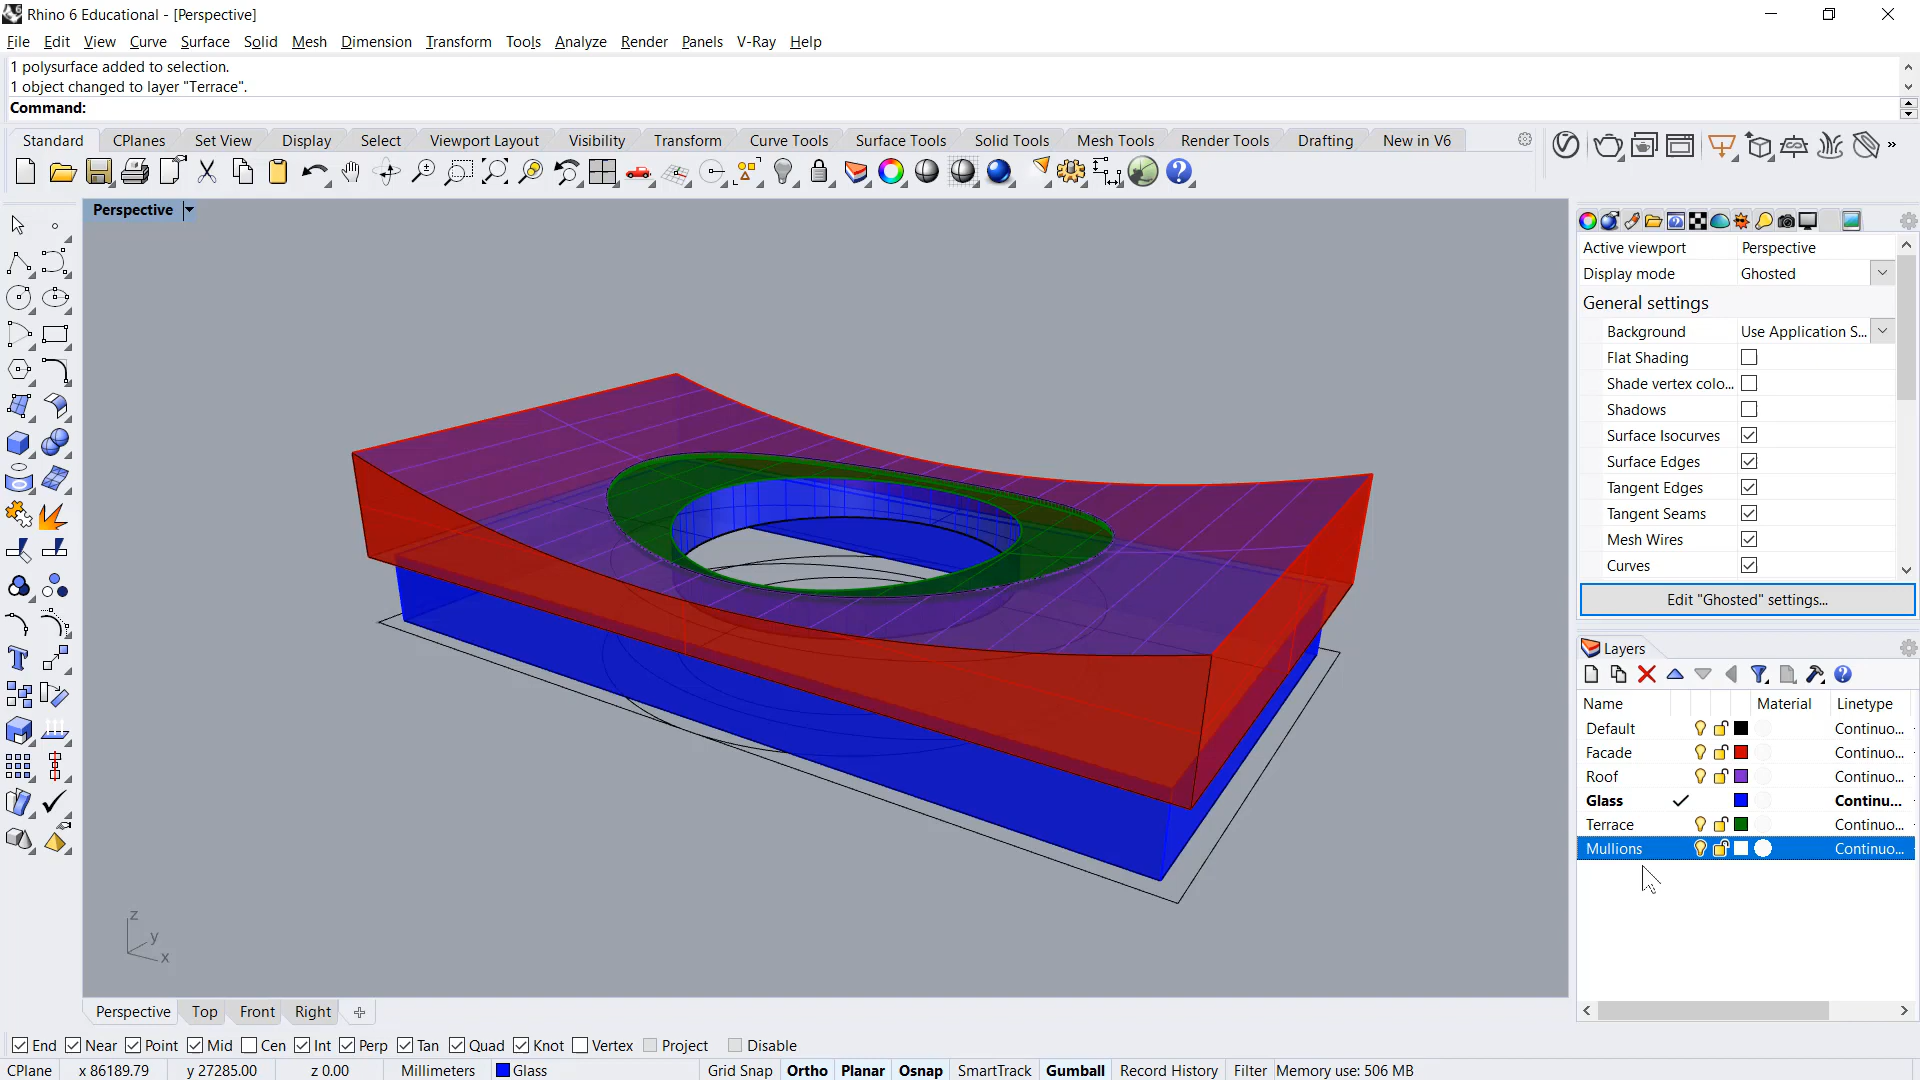 Rhino 6 Educational - [Perspective]
File Edit View Curve Surface Solid Mesh Dimension Transform Tools Analyze Render Panels V-Ray Help
1 polysurface added to selection.
1 object changed to layer "Terrace".
Command:
Standard CPlanes Set View Display Select Viewport Layout Visibility Transform Curve Tools Surface Tools Solid Tools Mesh Tools Render Tools Drafting New in V6
Perspective
Active viewport Perspective
Display mode Ghosted
General settings
Background Use Application S...
Flat Shading
Shade vertex colo...
Shadows
Surface Isocurves
Surface Edges
Tangent Edges
Tangent Seams
Mesh Wires
Curves
Edit "Ghosted" settings...
Layers
Name Material Linetype
Default Continuo...
Facade Continuo...
Roof Continuo...
Glass Continu...
Terrace Continuo...
Mullions Continuo...
z
y
x
Perspective Top Front Right
End Near Point Mid Cen Int Perp Tan Quad Knot Vertex Project Disable
CPlane x 86189.79 y 27285.00 z 0.00 Millimeters Glass Grid Snap Ortho Planar Osnap SmartTrack Gumball Record History Filter Memory use: 506 MB